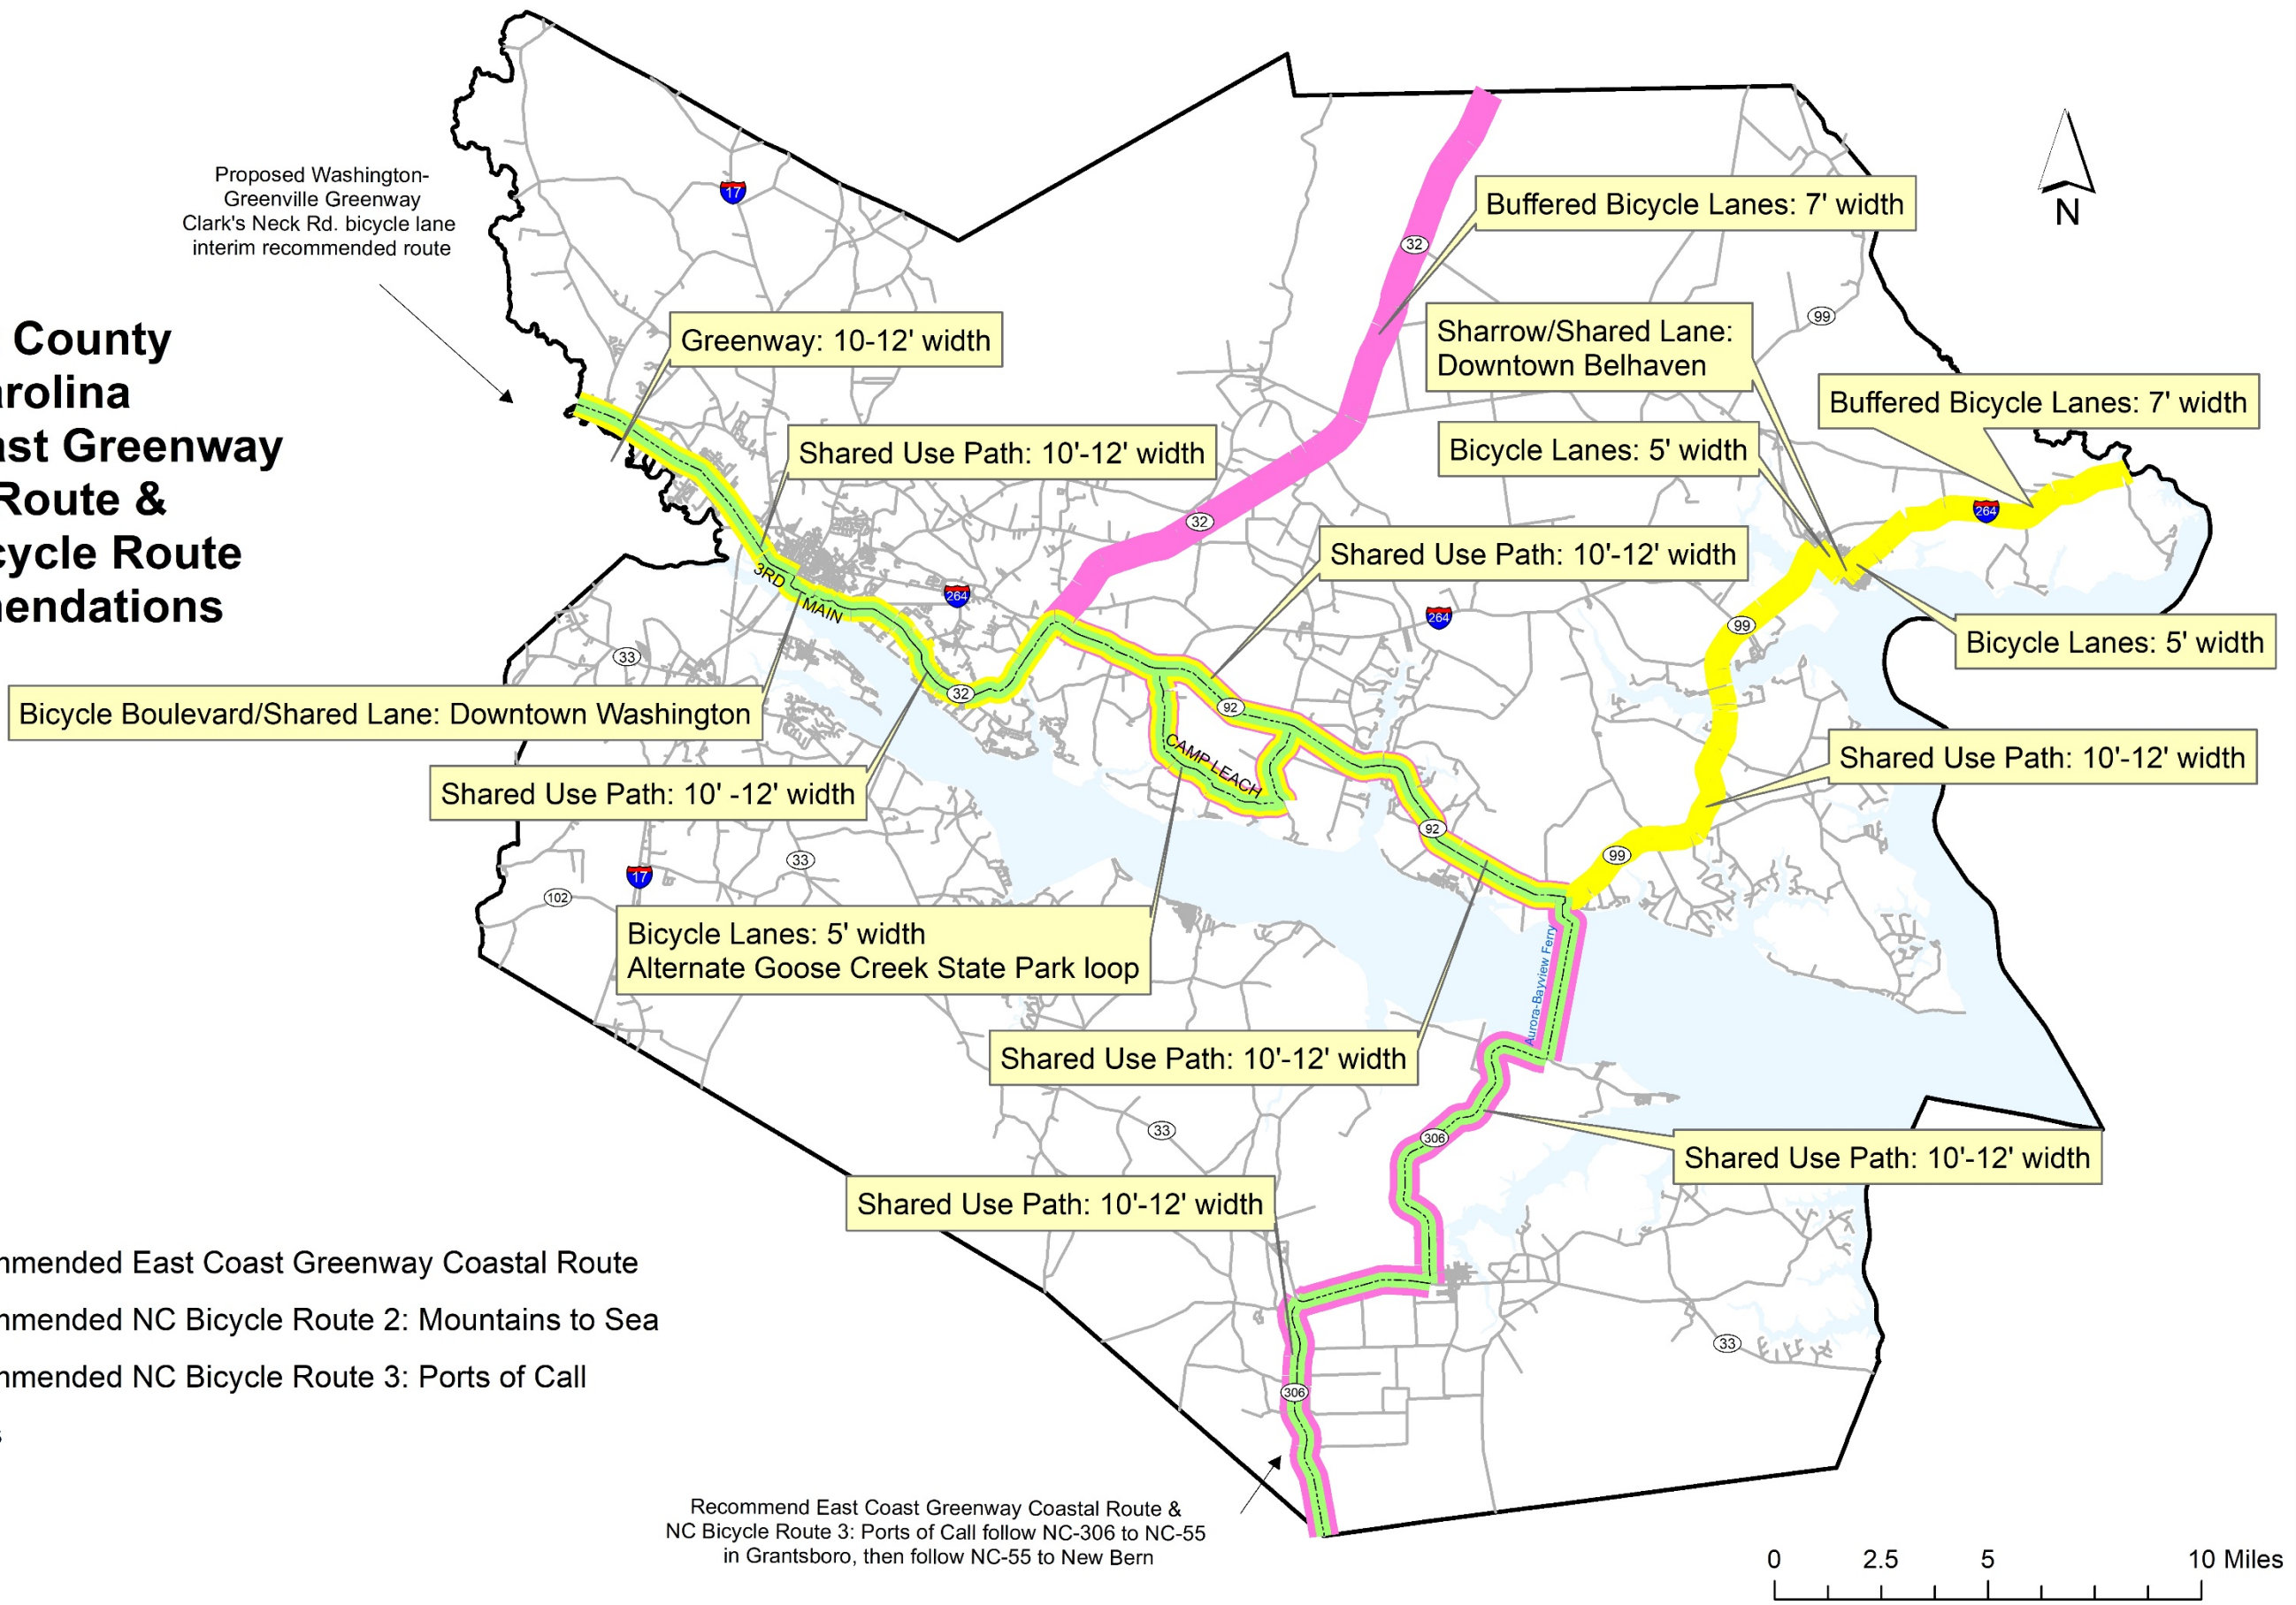 Proposed Washington-
Greenville Greenway
Clark's Neck Rd. bicycle lane
interim recommended route
County
Greenway
Route &
Route
17
Greenway: 10-12' width
Shared Use Path: 10'-12' width
Buffered Bicycle Lanes: 7' width
32
Sharrow/Shared Lane:
Downtown Belhaven
99
Buffered Bicycle Lanes: 7' width
Bicycle Lanes: 5' width
N
264
32
Shared Use Path: 10'-12' width
3RD
MAIN
264
264
99
Bicycle Lanes: 5' width
33
32
92
Bicycle Boulevard/Shared Lane: Downtown Washington
CAMP LEACH
Shared Use Path: 10'-12' width
Shared Use Path: 10' -12' width
92
99
33
17
102
Bicycle Lanes: 5' width
Alternate Goose Creek State Park loop
Aurora-Bayview Ferry
Shared Use Path: 10'-12' width
33
306
Shared Use Path: 10'-12' width
Shared Use Path: 10'-12' width
East Coast Greenway Coastal Route
NC Bicycle Route 2: Mountains to Sea
NC Bicycle Route 3: Ports of Call
33
306
Recommend East Coast Greenway Coastal Route &
NC Bicycle Route 3: Ports of Call follow NC-306 to NC-55
in Grantsboro, then follow NC-55 to New Bern
0 2.5 5 10 Miles